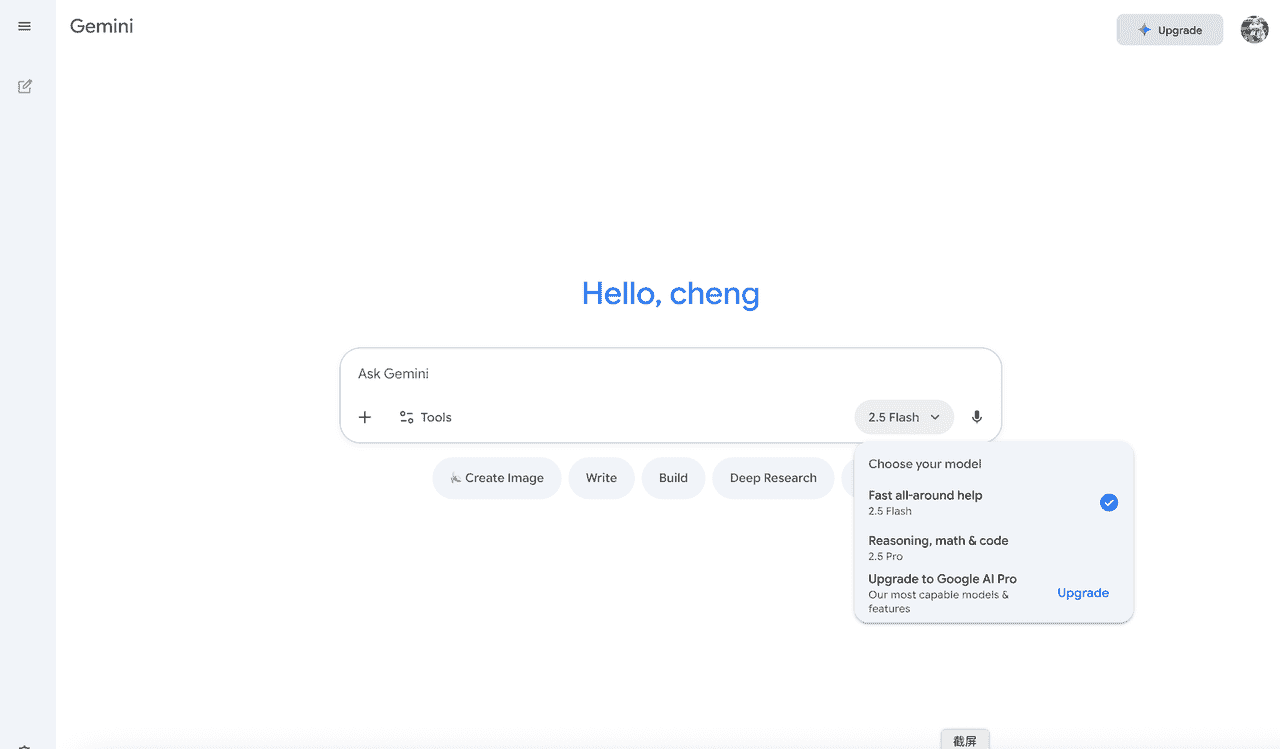 Gemini
Upgrade
Hello, cheng
Ask Gemini
Tools
2.5 Flash
Create Image
Write
Build
Deep Research
Choose your model
Fast all-around help
2.5 Flash
Reasoning, math & code
2.5 Pro
Upgrade to Google AI Pro
Our most capable models &
features
Upgrade
截屏